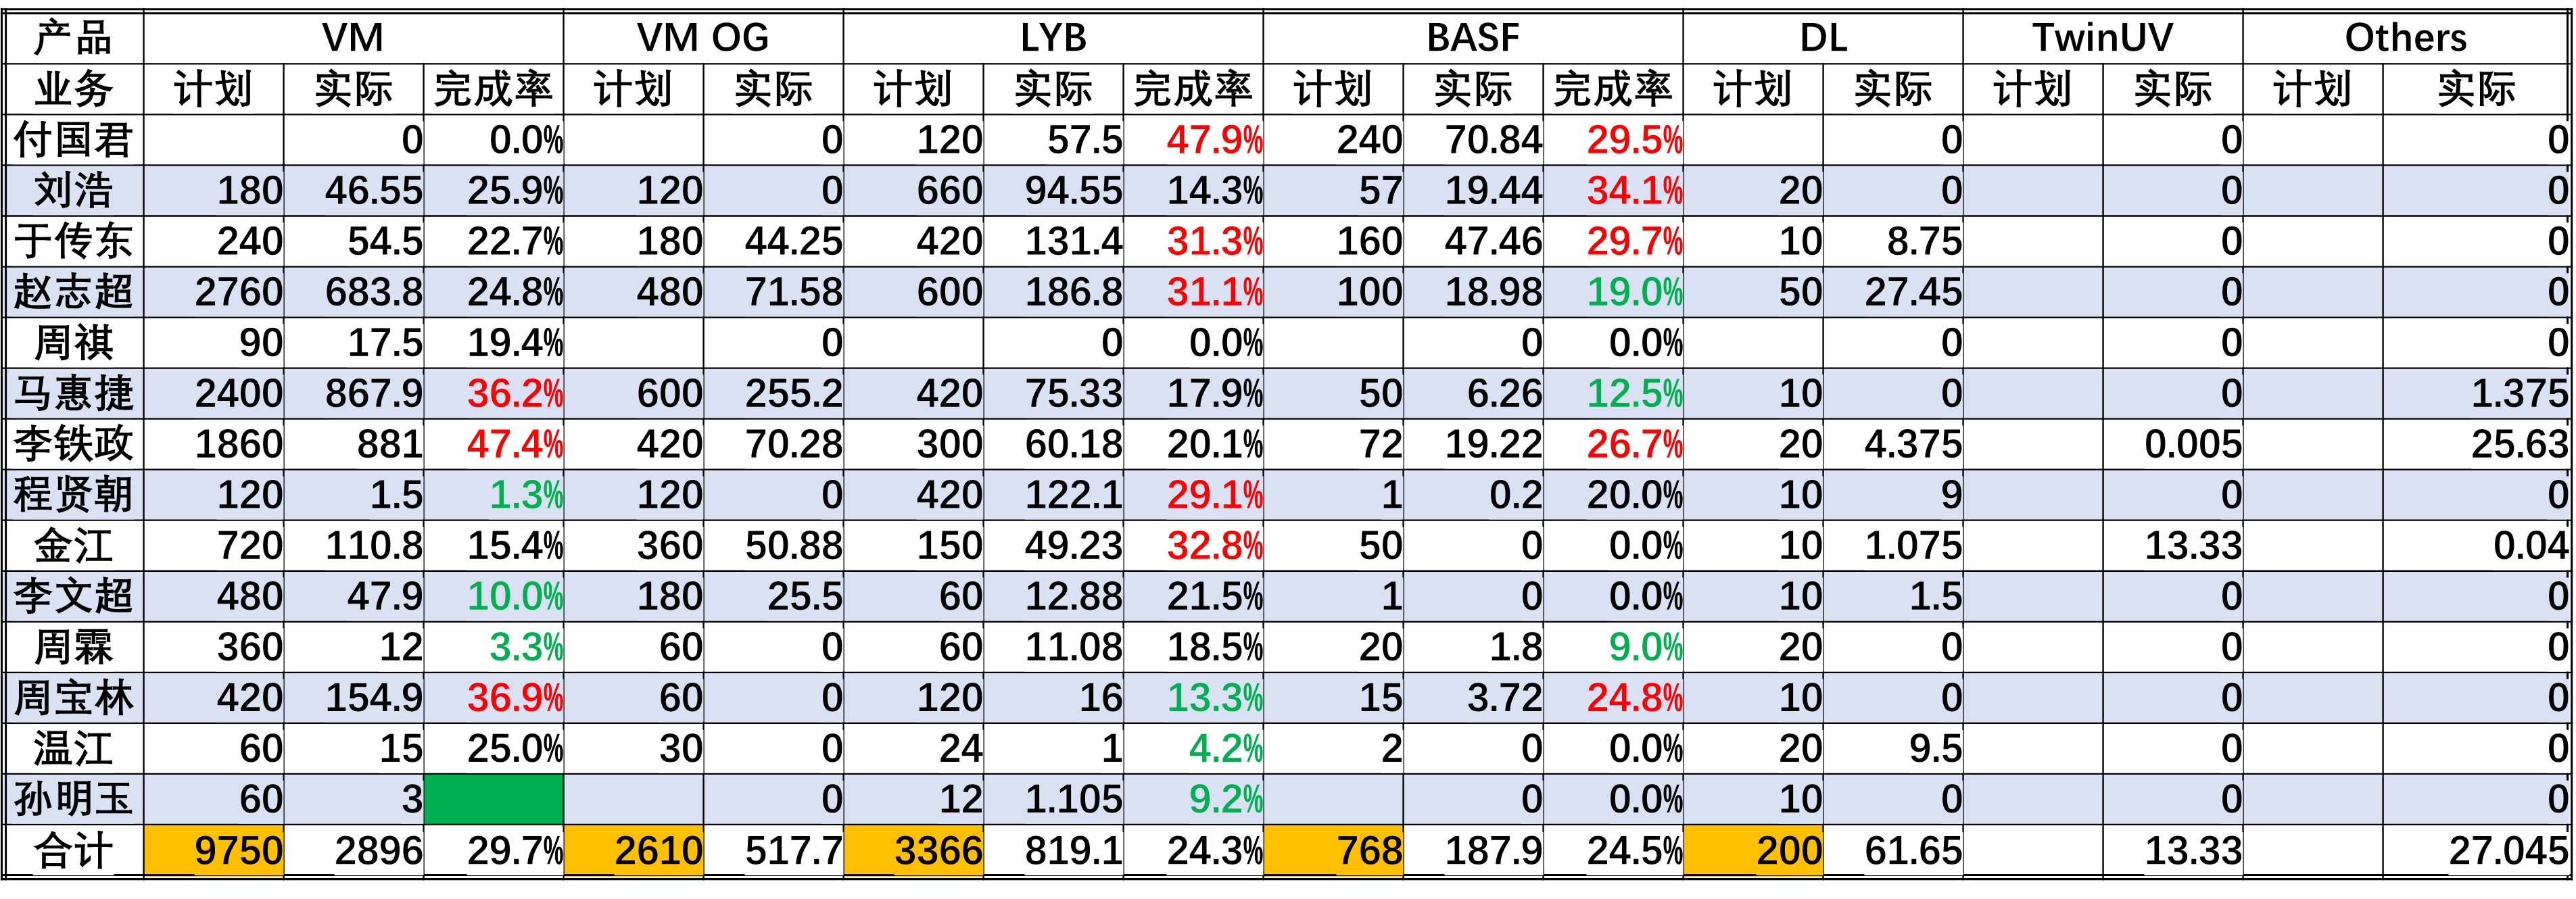 产品 VM VM OG LYB BASF DL TwinUV Others
业务 计划 实际 完成率 计划 实际 计划 实际 完成率 计划 实际 完成率 计划 实际 计划 实际 计划 实际
付国君 0 0.0% 0 120 57.5 47.9% 240 70.84 29.5% 0 0 0
刘浩 180 46.55 25.9% 120 0 660 94.55 14.3% 57 19.44 34.1% 20 0 0 0
于传东 240 54.5 22.7% 180 44.25 420 131.4 31.3% 160 47.46 29.7% 10 8.75 0 0
赵志超 2760 683.8 24.8% 480 71.58 600 186.8 31.1% 100 18.98 19.0% 50 27.45 0 0
周祺 90 17.5 19.4% 0 0 0.0% 0 0.0% 0 0 0
马惠捷 2400 867.9 36.2% 600 255.2 420 75.33 17.9% 50 6.26 12.5% 10 0 0 1.375
李铁政 1860 881 47.4% 420 70.28 300 60.18 20.1% 72 19.22 26.7% 20 4.375 0.005 25.63
程贤朝 120 1.5 1.3% 120 0 420 122.1 29.1% 1 0.2 20.0% 10 9 0 0
金江 720 110.8 15.4% 360 50.88 150 49.23 32.8% 50 0 0.0% 10 1.075 13.33 0.04
李文超 480 47.9 10.0% 180 25.5 60 12.88 21.5% 1 0 0.0% 10 1.5 0 0
周霖 360 12 3.3% 60 0 60 11.08 18.5% 20 1.8 9.0% 20 0 0 0
周宝林 420 154.9 36.9% 60 0 120 16 13.3% 15 3.72 24.8% 10 0 0 0
温江 60 15 25.0% 30 0 24 1 4.2% 2 0 0.0% 20 9.5 0 0
孙明玉 60 3 0 12 1.105 9.2% 0 0.0% 10 0 0 0
合计 9750 2896 29.7% 2610 517.7 3366 819.1 24.3% 768 187.9 24.5% 200 61.65 13.33 27.045